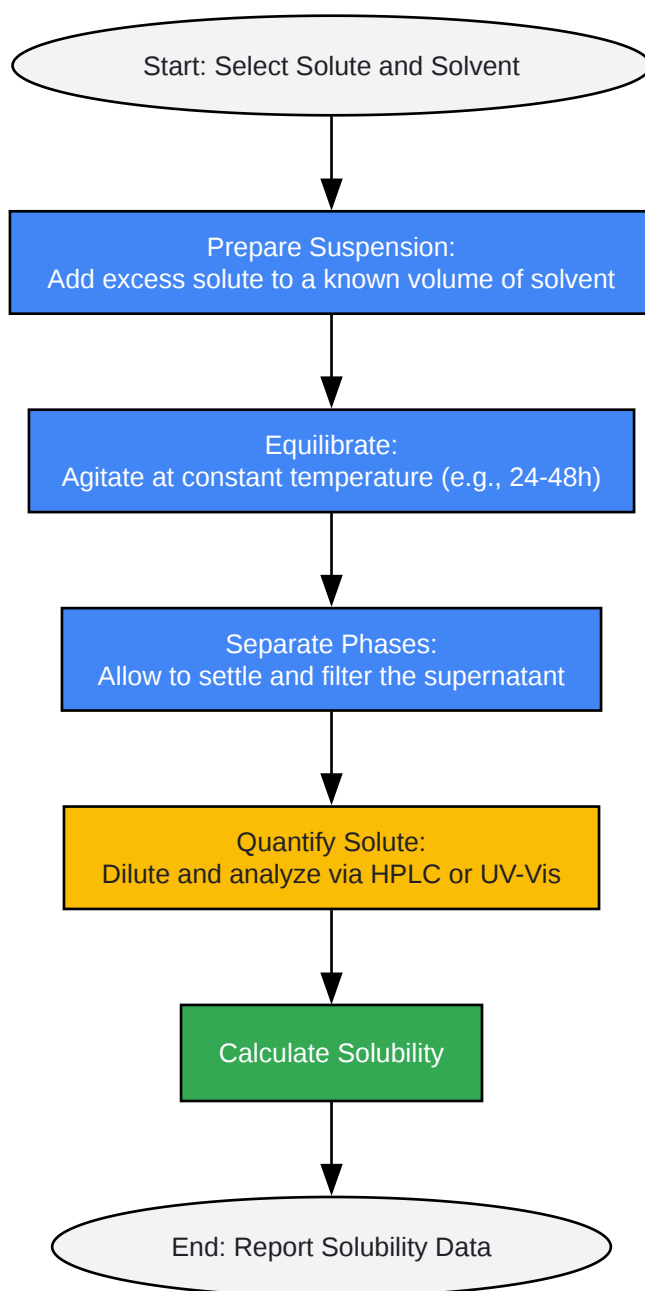 Start: Select Solute and Solvent
Prepare Suspension:
Add excess solute to a known volume of solvent
Equilibrate:
Agitate at constant temperature (e.g., 24-48h)
Separate Phases:
Allow to settle and filter the supernatant
Quantify Solute:
Dilute and analyze via HPLC or UV-Vis
Calculate Solubility
End: Report Solubility Data